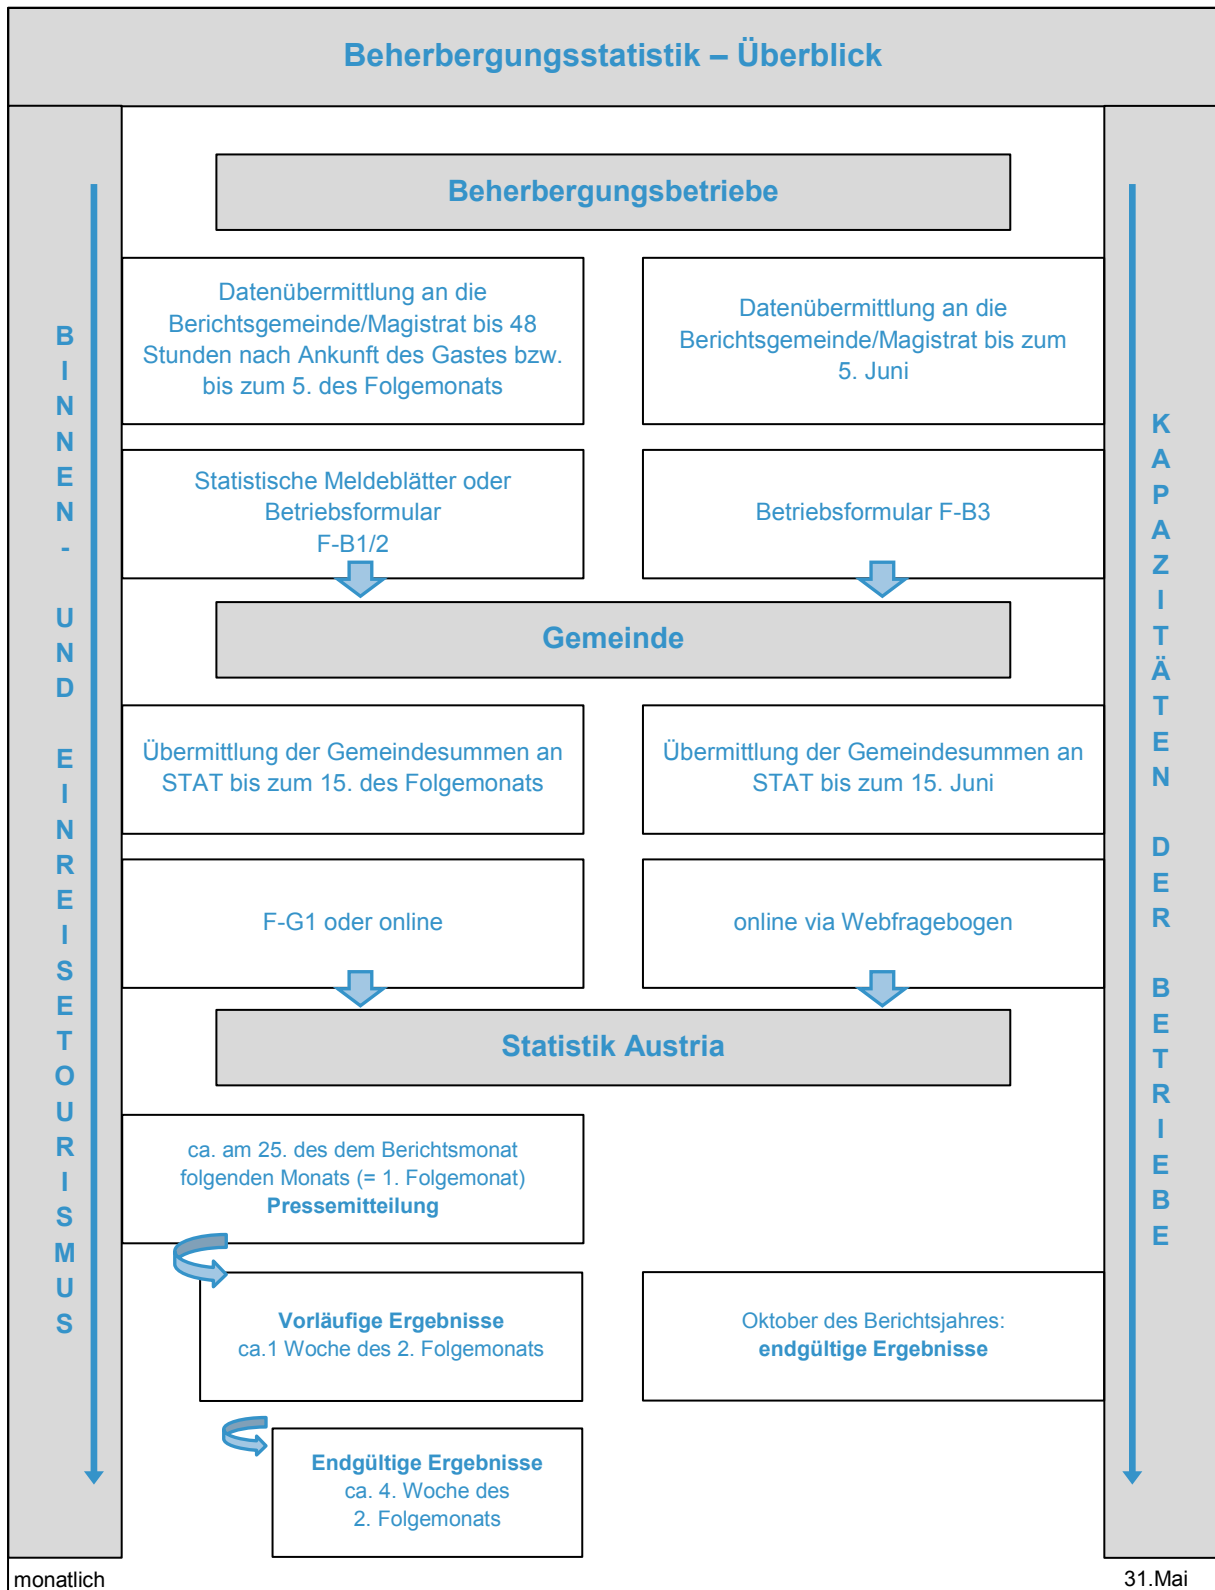 Beherbergungsstatistik – Überblick
BINNEN- UND EINREISETOURISMUS
Beherbergungsbetriebe
Datenübermittlung an die
Berichtsgemeinde/Magistrat bis 48
Stunden nach Ankunft des Gastes bzw.
bis zum 5. des Folgemonats
Datenübermittlung an die
Berichtsgemeinde/Magistrat bis zum
5. Juni
Statistische Meldeblätter oder
Betriebsformular
F-B1/2
Betriebsformular F-B3
Gemeinde
Übermittlung der Gemeindesummen an
STAT bis zum 15. des Folgemonats
Übermittlung der Gemeindesummen an
STAT bis zum 15. Juni
F-G1 oder online
online via Webfragebogen
Statistik Austria
ca. am 25. des dem Berichtsmonat
folgenden Monats (= 1. Folgemonat)
Pressemitteilung
Vorläufige Ergebnisse
ca.1 Woche des 2. Folgemonats
Oktober des Berichtsjahres:
endgültige Ergebnisse
Endgültige Ergebnisse
ca. 4. Woche des
2. Folgemonats
KAPAZITÄTEN DER BETRIEBE
monatlich
31.Mai